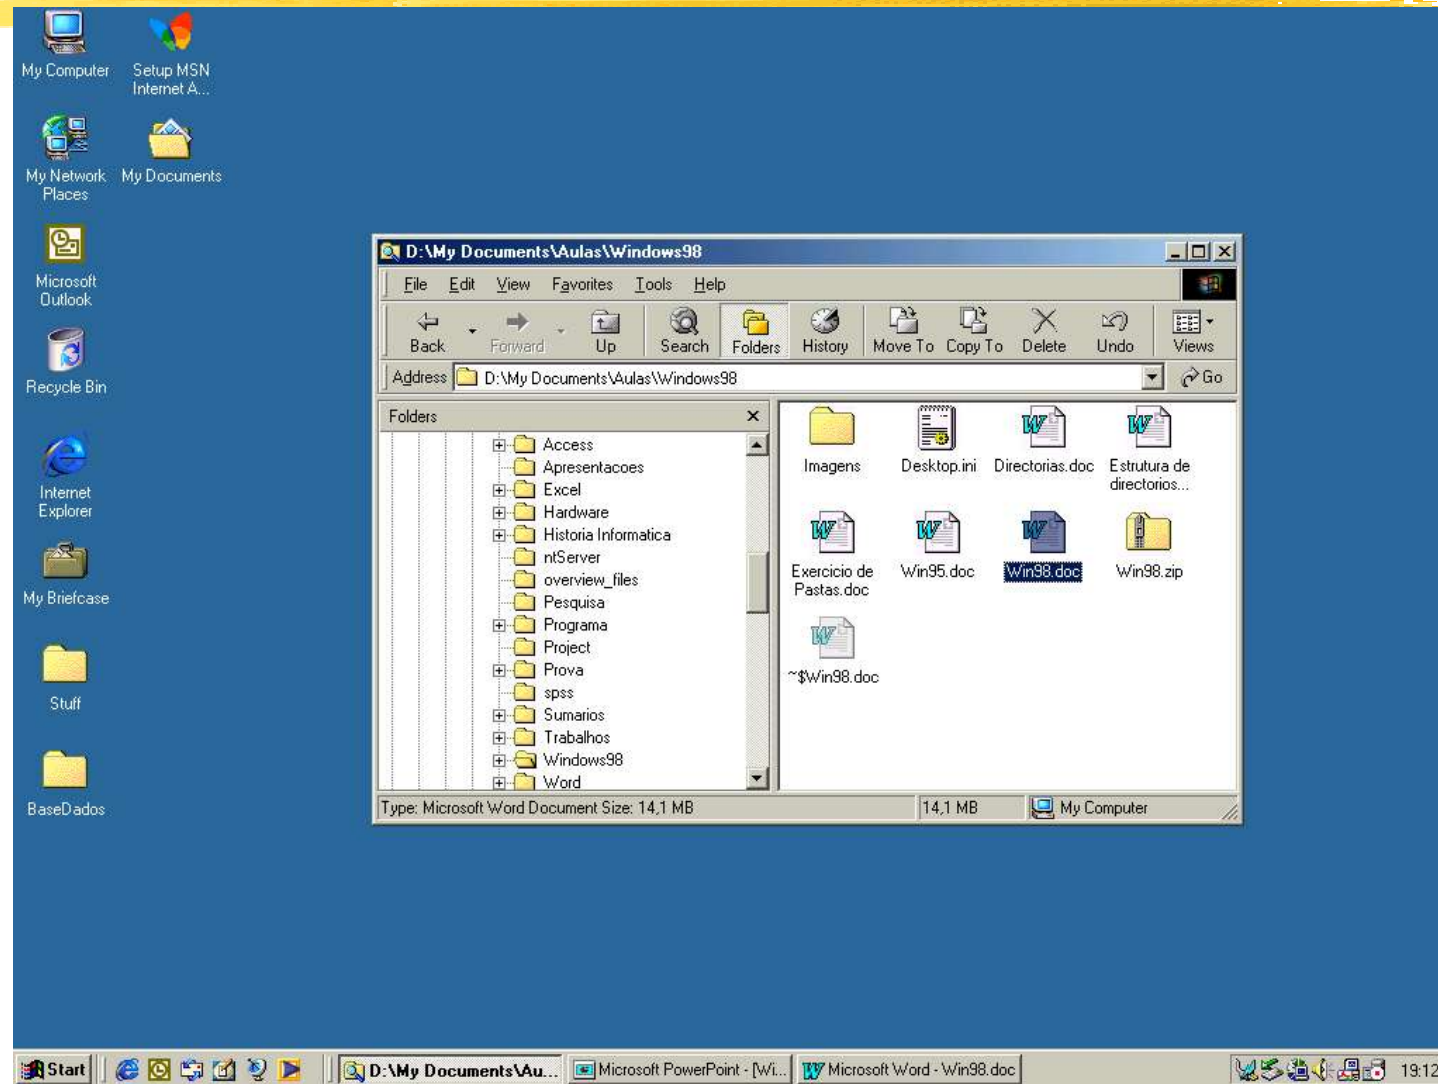 My Computer
Setup MSN
Internet A...
My Network
Places
My Documents
Microsoft
Outlook
Recycle Bin
Internet
Explorer
My Briefcase
Stuff
BaseDados
D:\My Documents\Aulas\Windows98
File Edit View Favorites Tools Help
Back Forward Up Search Folders History Move To Copy To Delete Undo Views
Address D:\My Documents\Aulas\Windows98 Go
Folders
Access
Apresentacoes
Excel
Hardware
Historia Informatica
ntServer
overview_files
Pesquisa
Programa
Project
Prova
spss
Sumarios
Trabalhos
Windows98
Word
Imagens
Desktop.ini
Directorias.doc
Estrutura de
directorios...
Exercicio de
Pastas.doc
Win95.doc
Win98.doc
Win98.zip
~$Win98.doc
Type: Microsoft Word Document Size: 14,1 MB 14,1 MB My Computer
Start D:\My Documents\Au... Microsoft PowerPoint - [Wi... Microsoft Word - Win98.doc 19:12